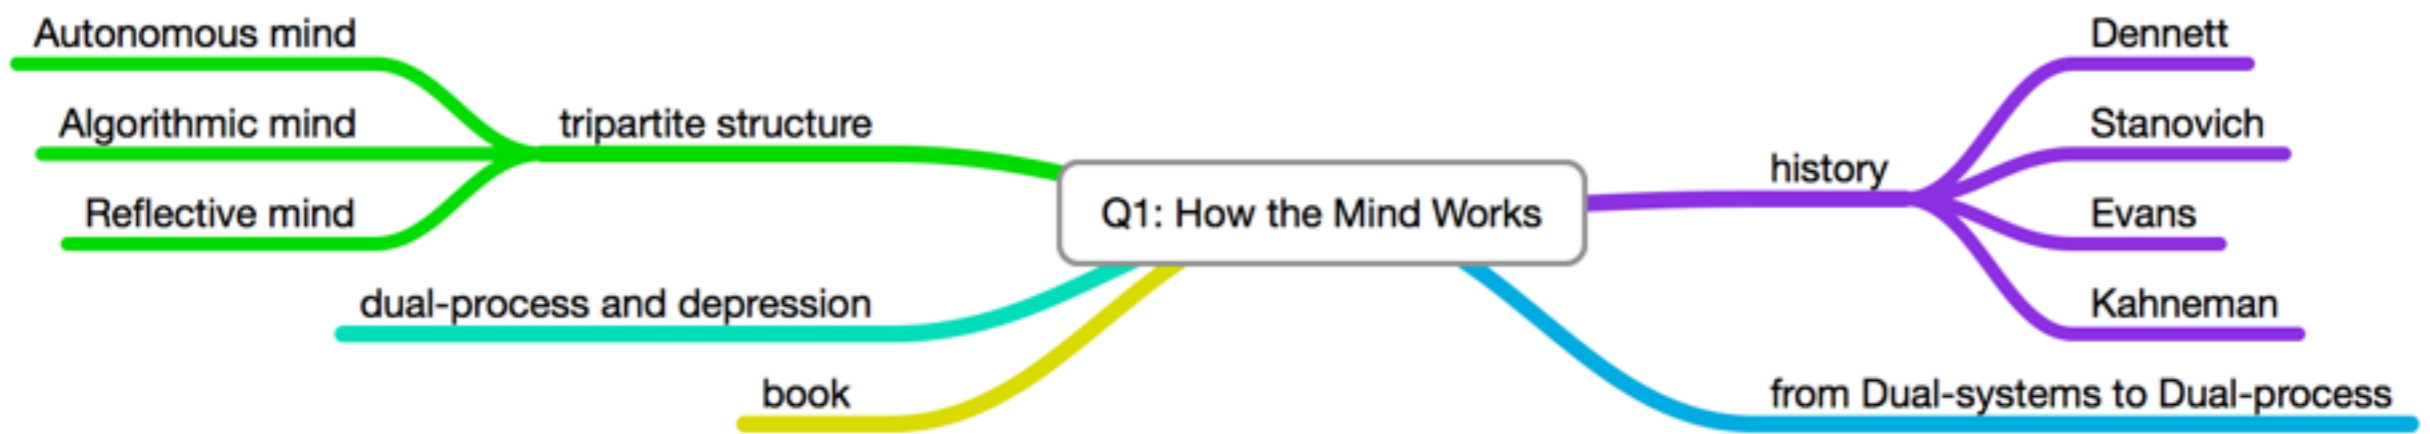 Autonomous mind
Algorithmic mind
Reflective mind
tripartite structure
dual-process and depression
book
Q1: How the Mind Works
history
Dennett
Stanovich
Evans
Kahneman
from Dual-systems to Dual-process